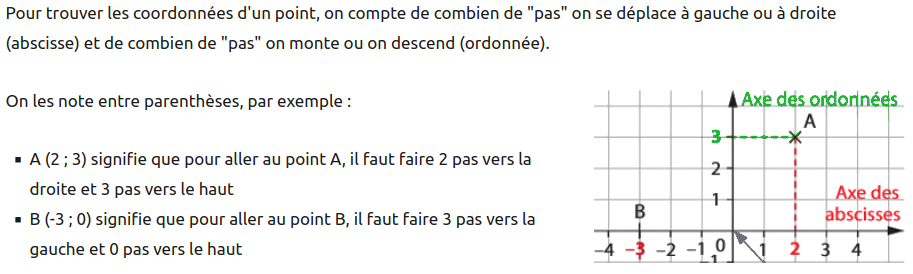 Pour trouver les coordonnées d'un point, on compte de combien de "pas" on se déplace à gauche ou à droite
(abscisse) et de combien de "pas" on monte ou on descend (ordonnée).
On les note entre parenthèses, par exemple :
▪ A (2 ; 3) signifie que pour aller au point A, il faut faire 2 pas vers la
droite et 3 pas vers le haut
▪ B (-3 ; 0) signifie que pour aller au point B, il faut faire 3 pas vers la
gauche et 0 pas vers le haut
Axe des ordonnées
A
3
2
1
Axe des
abscisses
B
–4 –3 –2 –1 0 1 2 3 4